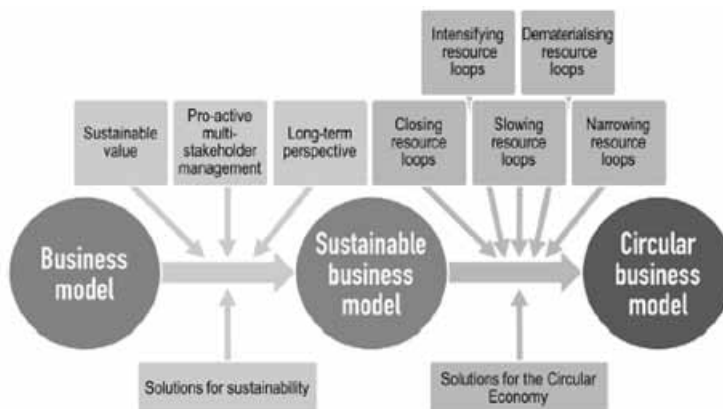 Intensifying
resource
loops
Dematerialising
resource
loops
Sustainable
value
Pro-active
multi-
stakeholder
management
Long-term
perspective
Closing
resource
loops
Slowing
resource
loops
Narrowing
resource
loops
Business
model
Sustainable
business
model
Circular
business
model
Solutions for sustainability
Solutions for the Circular
Economy